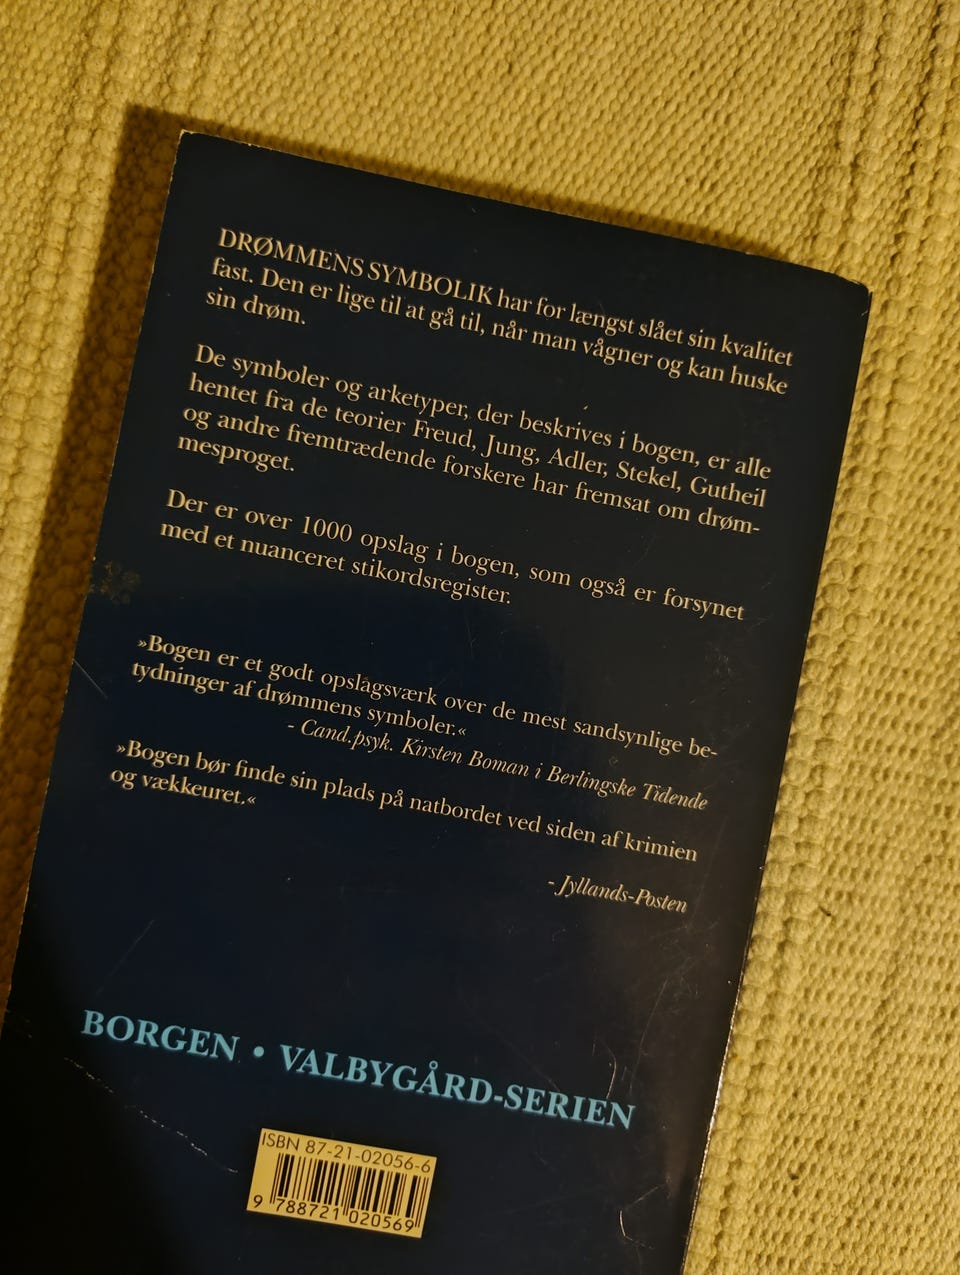 DRØMMENS SYMBOLIK har for længst slået sin kvalitet
fast. Den er lige til at gå til, når man vågner og kan huske
sin drøm.
De symboler og arketyper, der beskrives i bogen, er alle
hentet fra de teorier Freud, Jung, Adler, Stekel, Gutheil
og andre fremtrædende forskere har fremsat om drøm-
mesproget.
Der er over 1000 opslag i bogen, som også er forsynet
med et nuanceret stikordsregister.
»Bogen er et godt opslagsværk over de mest sandsynlige be-
tydninger af drømmens symboler.«
- Cand.psyk. Kirsten Boman i Berlingske Tidende
»Bogen bør finde sin plads på natbordet ved siden af krimien
og vækkeuret.«
- Jyllands-Posten
BORGEN • VALBYGÅRD-SERIEN
ISBN 87-21-02056-6
9 788721 020569